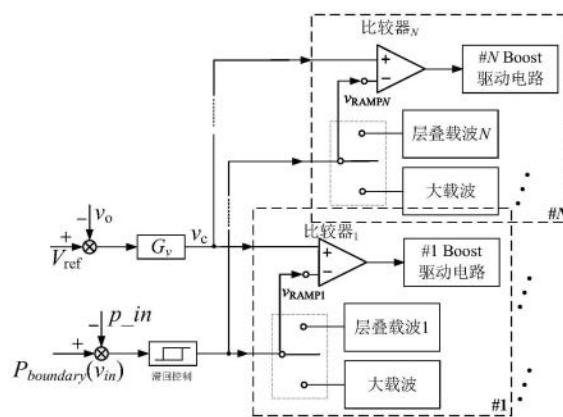 比较器N
#N Boost
驱动电路
+
−
vRAMPN
层叠载波N
大载波
#N
− vo
+
Vref
Gv
vc
比较器1
#1 Boost
驱动电路
+
−
vRAMP1
层叠载波1
大载波
#1
− p_in
+
Pboundary(vin)
滞回控制